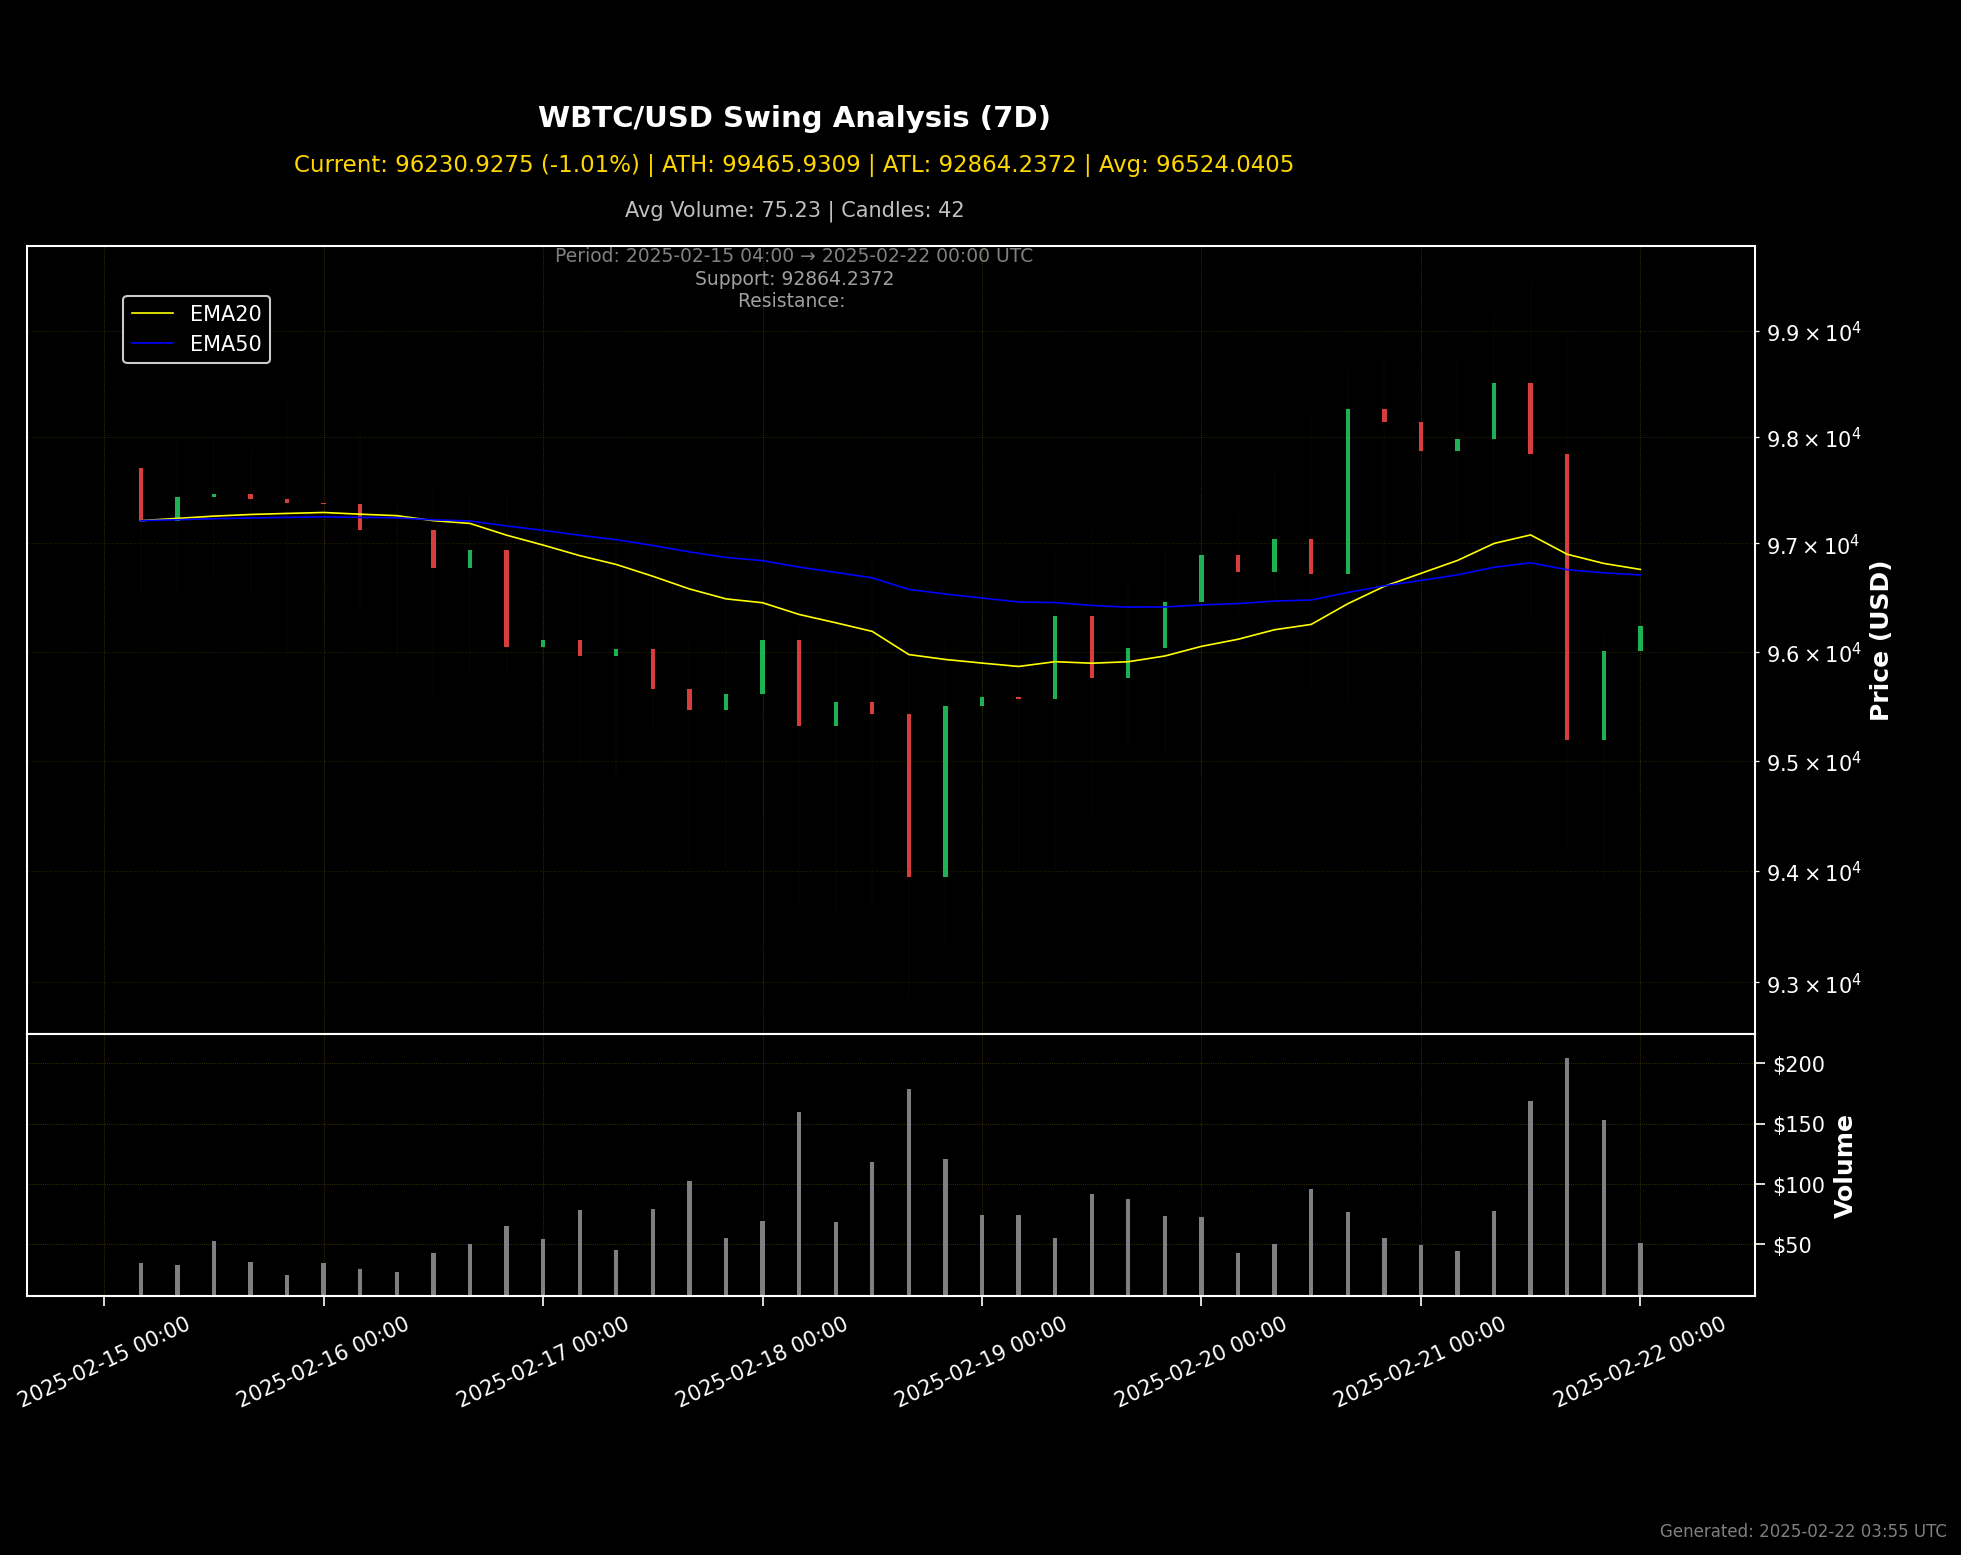 WBTC/USD Swing Analysis (7D)
Current: 96230.9275 (-1.01%) | ATH: 99465.9309 | ATL: 92864.2372 | Avg: 96524.0405
Avg Volume: 75.23 | Candles: 42
Period: 2025-02-15 04:00 → 2025-02-22 00:00 UTC
Support: 92864.2372
Resistance:
EMA20
EMA50
9.9 × 10⁴
9.8 × 10⁴
9.7 × 10⁴
9.6 × 10⁴
9.5 × 10⁴
9.4 × 10⁴
9.3 × 10⁴
Price (USD)
$200
$150
$100
$50
Volume
2025-02-15 00:00
2025-02-16 00:00
2025-02-17 00:00
2025-02-18 00:00
2025-02-19 00:00
2025-02-20 00:00
2025-02-21 00:00
2025-02-22 00:00
Generated: 2025-02-22 03:55 UTC